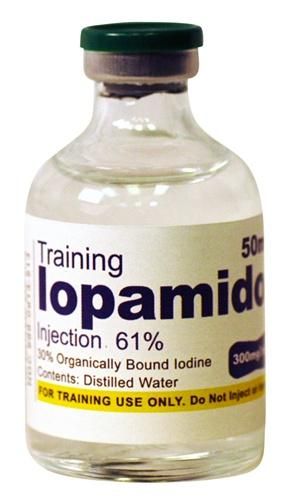 50m
Training
Iopamido
Injection 61%
300mg
30% Organically Bound Iodine
Contents: Distilled Water
FOR TRAINING USE ONLY. Do Not Inject or